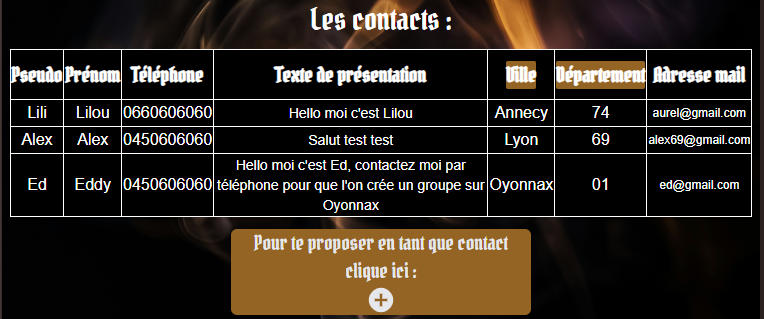 Les contacts :
Pseudo Prénom Téléphone Texte de présentation Ville Département Adresse mail
Lili Lilou 0660606060 Hello moi c'est Lilou Annecy 74 aurel@gmail.com
Alex Alex 0450606060 Salut test test Lyon 69 alex69@gmail.com
Hello moi c'est Ed, contactez moi par
Ed Eddy 0450606060 téléphone pour que l'on crée un groupe sur Oyonnax 01 ed@gmail.com
Oyonnax
Pour te proposer en tant que contact
clique ici :